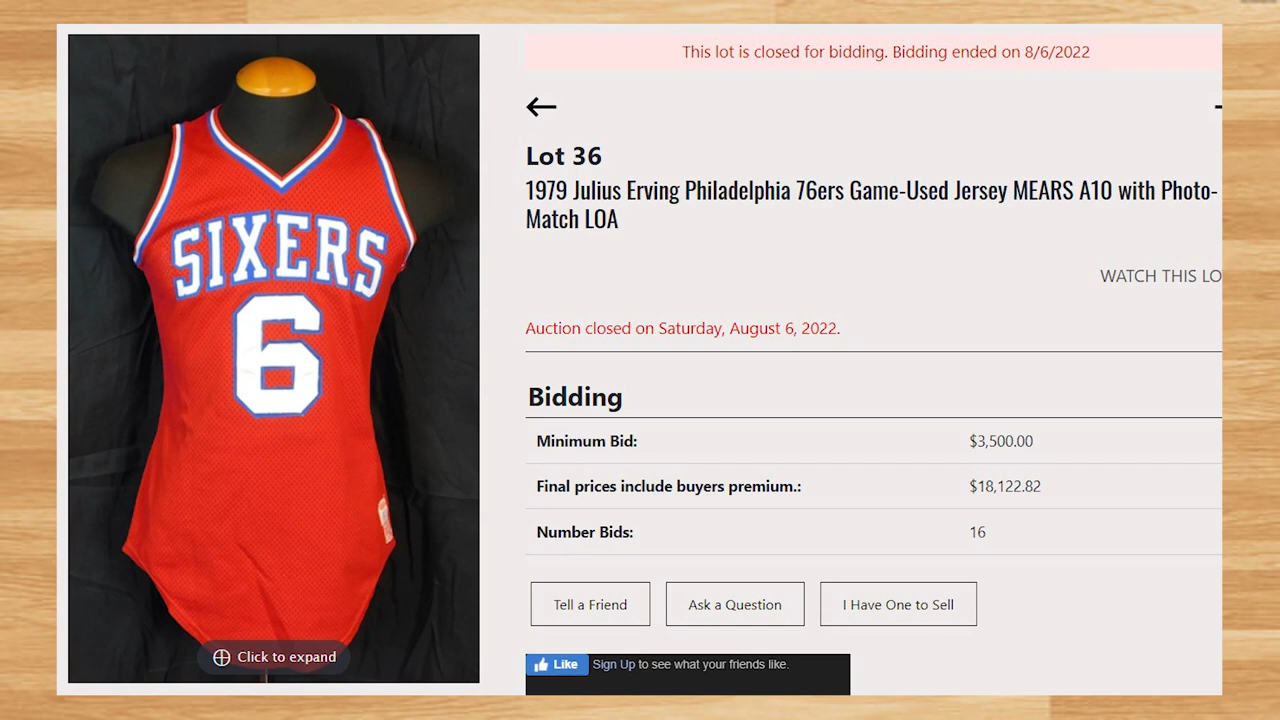 SIXERS
6
Click to expand
This lot is closed for bidding. Bidding ended on 8/6/2022
Lot 36
1979 Julius Erving Philadelphia 76ers Game-Used Jersey MEARS A10 with Photo-
Match LOA
WATCH THIS LO
Auction closed on Saturday, August 6, 2022.
Bidding
Minimum Bid: $3,500.00
Final prices include buyers premium.: $18,122.82
Number Bids: 16
Tell a Friend Ask a Question I Have One to Sell
Like Sign Up to see what your friends like.